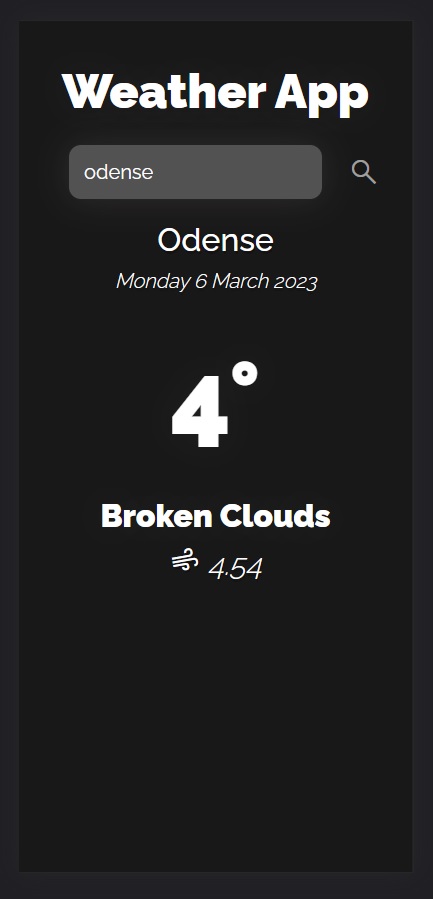 Weather App
odense
Odense
Monday 6 March 2023
4°
Broken Clouds
4.54